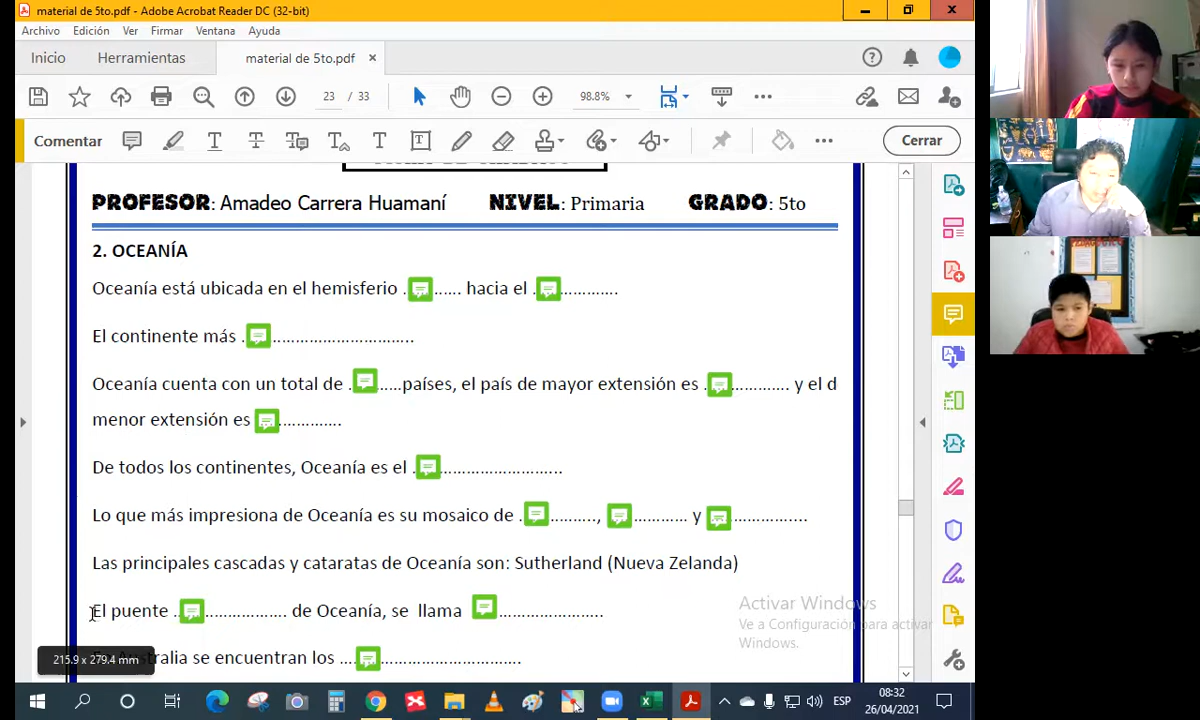 material de 5to.pdf - Adobe Acrobat Reader DC (32-bit)
Archivo Edición Ver Firmar Ventana Ayuda
Inicio Herramientas material de 5to.pdf
23 / 33 98.8%
Comentar Cerrar
PROFESOR: Amadeo Carrera Huamaní NIVEL: Primaria GRADO: 5to
2. OCEANÍA
Oceanía está ubicada en el hemisferio ....... hacia el .............
El continente más ..............................
Oceanía cuenta con un total de ......países, el país de mayor extensión es ............. y el d
menor extensión es ..............
De todos los continentes, Oceanía es el ...........................
Lo que más impresiona de Oceanía es su mosaico de ..........., ............ y ................
Las principales cascadas y cataratas de Oceanía son: Sutherland (Nueva Zelanda)
El puente ................... de Oceanía, se llama .......................
Australia se encuentran los ..................................
215.9 x 279.4 mm
Activar Windows
Ve a Configuración para activar
Windows.
ESP
08:32
26/04/2021